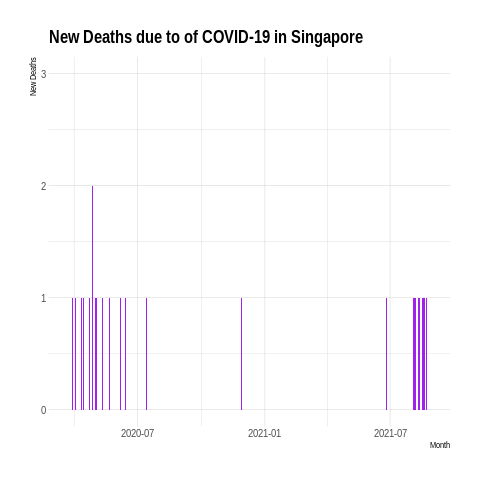 New Deaths due to of COVID-19 in Singapore
New Deaths
3
2
1
0
2020-07
2021-01
2021-07
Month